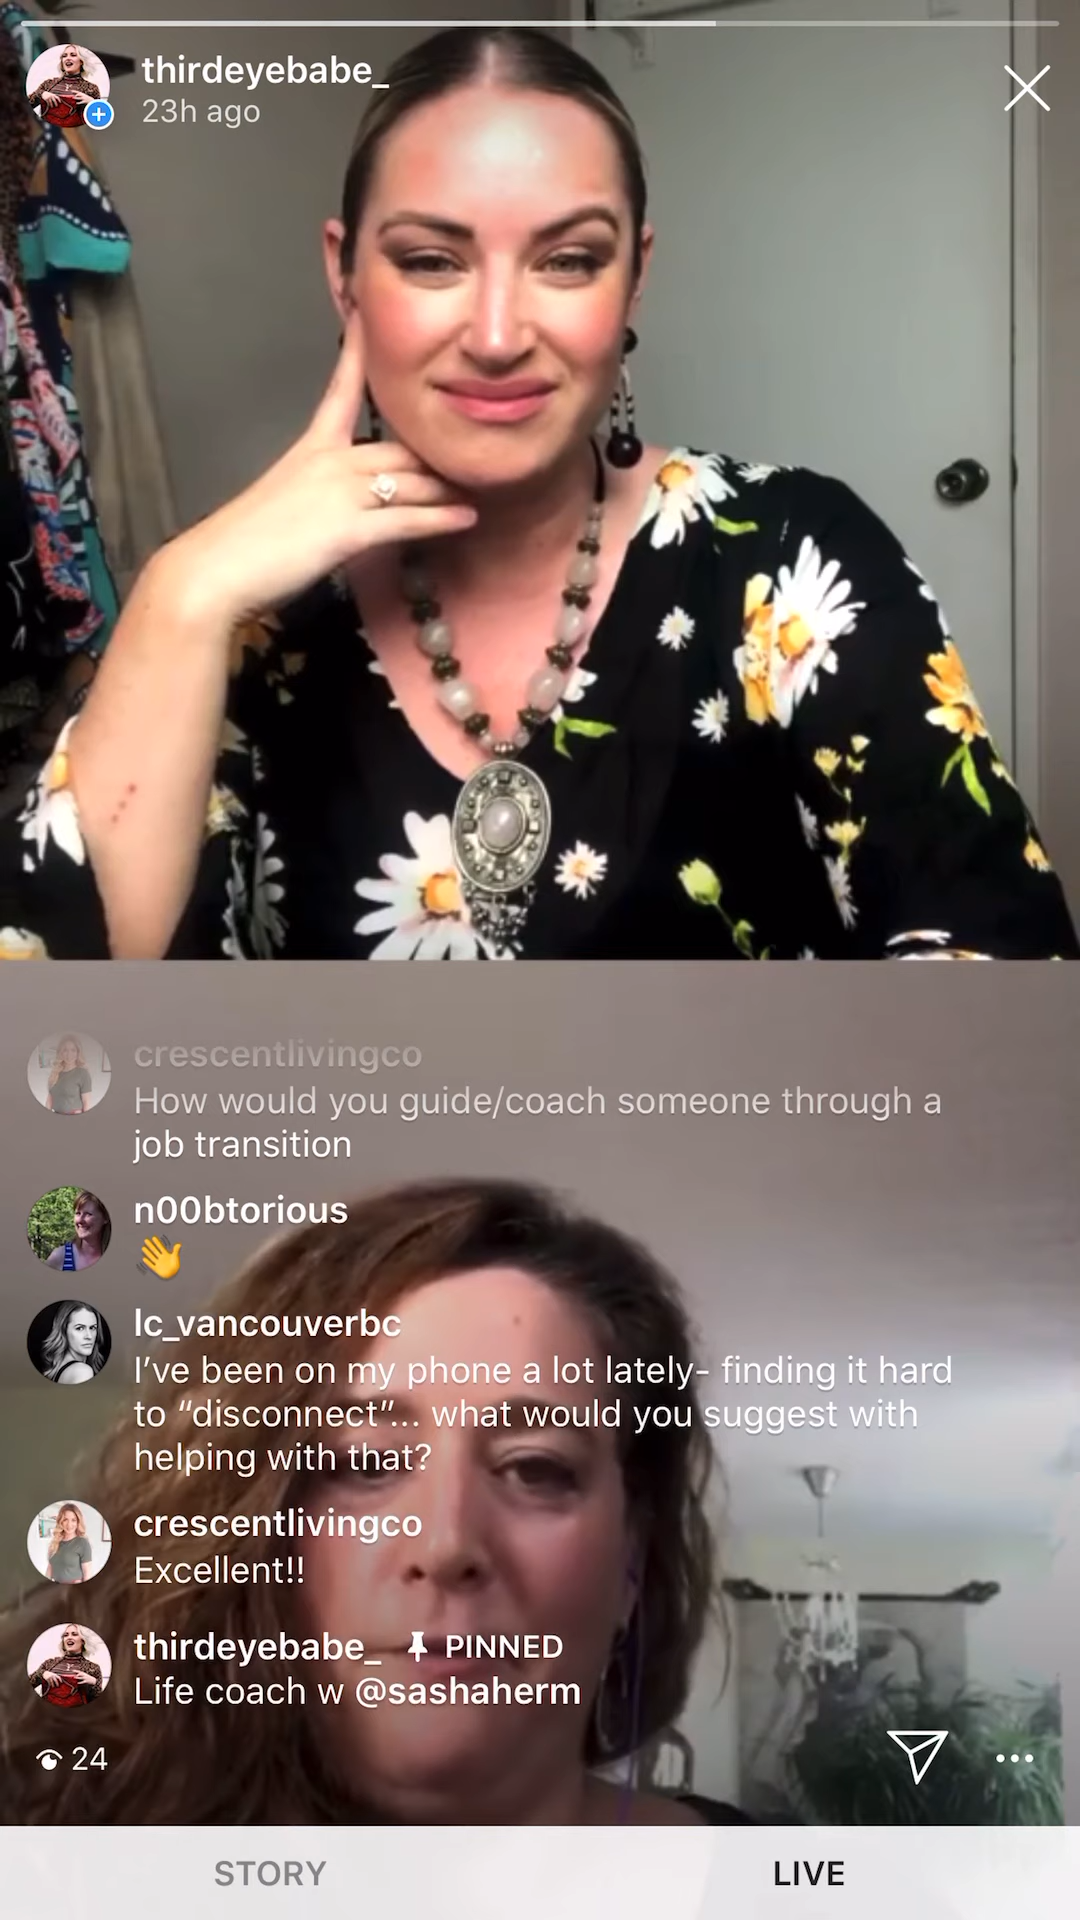 thirdeyebabe_
23h ago
crescentlivingco
How would you guide/coach someone through a
job transition
n00btorious
👋
lc_vancouverbc
I’ve been on my phone a lot lately- finding it hard
to “disconnect”... what would you suggest with
helping with that?
crescentlivingco
Excellent!!
thirdeyebabe_ PINNED
Life coach w @sashaherm
24
STORY
LIVE